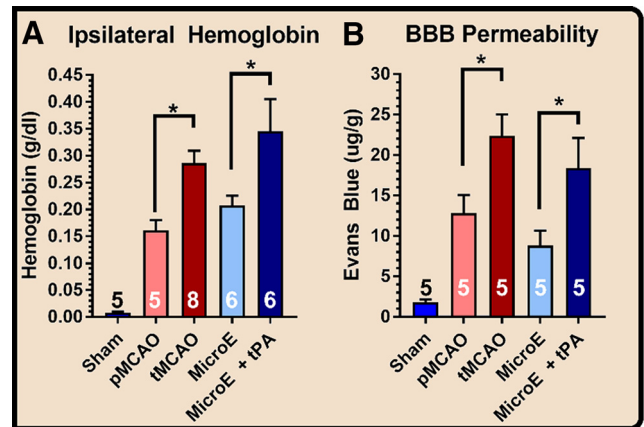 A Ipsilateral Hemoglobin
Hemoglobin (g/dl)
0.45
0.40
0.35
0.30
0.25
0.20
0.15
0.10
0.05
0.00
*
*
5
5
8
6
6
Sham
pMCAO
tMCAO
MicroE
MicroE + tPA
B BBB Permeability
Evans Blue (ug/g)
30
25
20
15
10
5
0
*
*
5
5
5
5
5
Sham
pMCAO
tMCAO
MicroE
MicroE + tPA